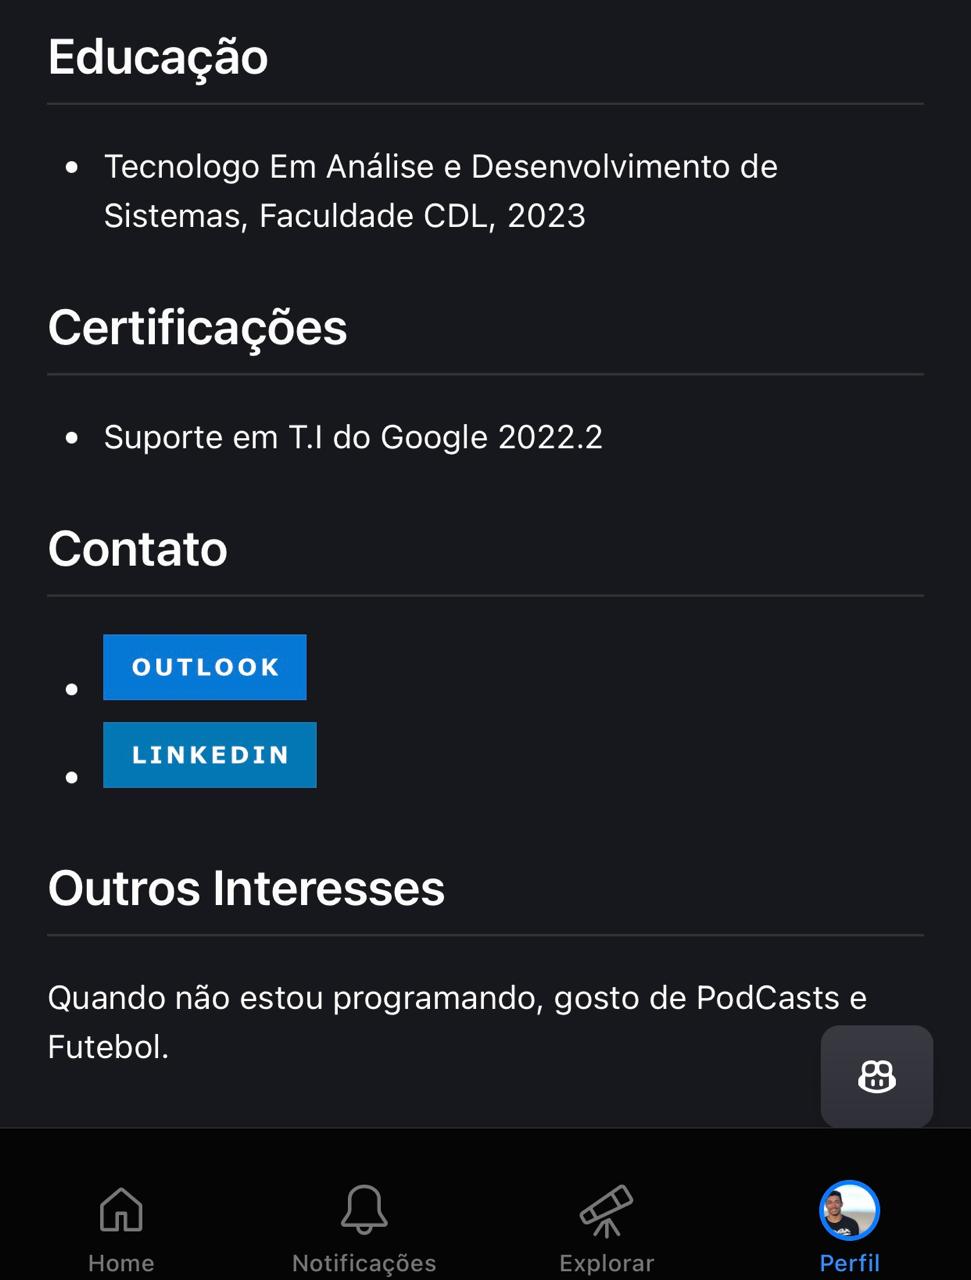 Educação
Tecnologo Em Análise e Desenvolvimento de
Sistemas, Faculdade CDL, 2023
Certificações
Suporte em T.I do Google 2022.2
Contato
OUTLOOK
LINKEDIN
Outros Interesses
Quando não estou programando, gosto de PodCasts e
Futebol.
Home
Notificações
Explorar
Perfil